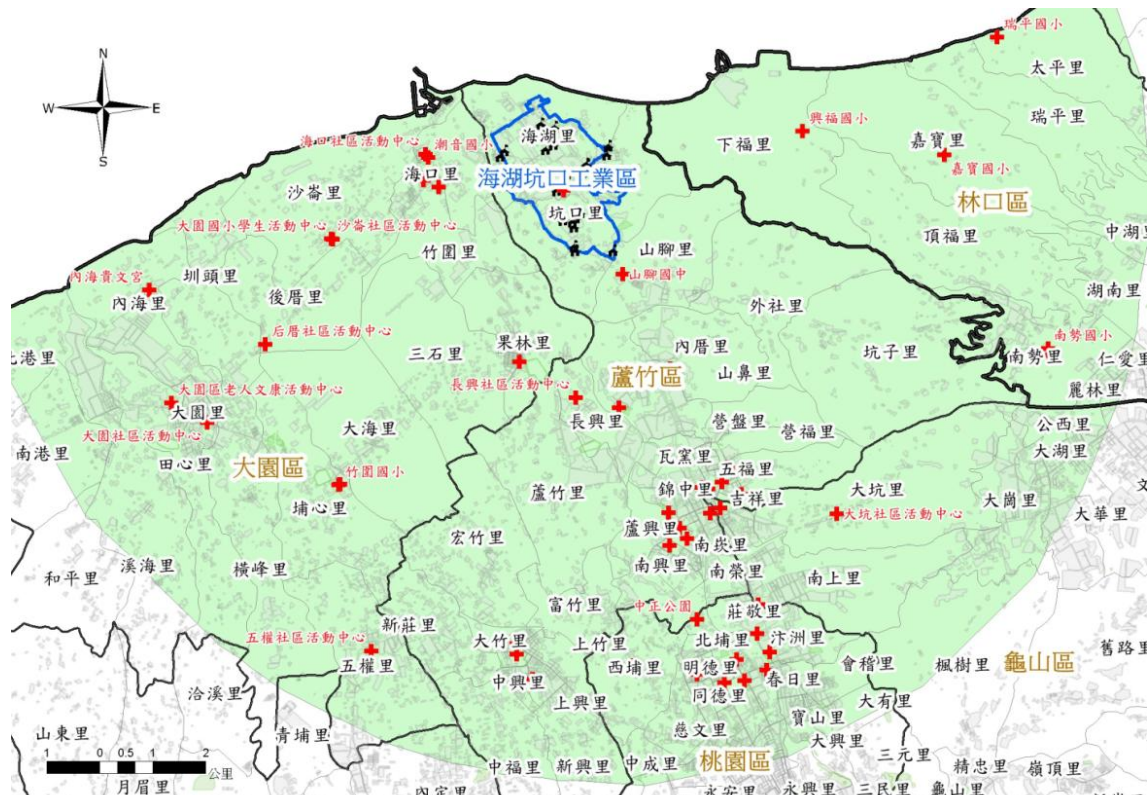 瑞平國小
太平里
N
瑞平里
W
E
S
海湖里
興福國小
下福里
嘉寶里
海口社區活動中心
潮音國小
嘉寶國小
海口里
海湖坑口工業區
沙崙里
林口區
坑口里
大園國小學生活動中心
沙崙社區活動中心
頂福里
中湖里
竹圍里
山腳里
圳頭里
山腳國中
內海貴文宮
內海里
後厝里
外社里
湖南里
后厝社區活動中心
果林里
內厝里
南勢國小
北港里
三石里
坑子里
南勢里
仁愛里
蘆竹區
山鼻里
大園區老人文康活動中心
長興社區活動中心
麗林里
大園里
長興里
營盤里
公西里
大園社區活動中心
大海里
營福里
大湖里
南港里
田心里
瓦窯里
大園區
五福里
竹圍國小
蘆竹里
錦中里
吉祥里
大坑里
大崗里
埔心里
大坑社區活動中心
大華里
宏竹里
蘆興里
南崁里
溪海里
南興里
南榮里
和平里
橫峰里
南上里
富竹里
中正公園
莊敬里
新莊里
五權社區活動中心
大竹里
上竹里
北埔里
汴洲里
舊路里
五權里
西埔里
明德里
會稽里
楓樹里
龜山區
中興里
春日里
洽溪里
上興里
同德里
大有里
寶山里
山東里
青埔里
慈文里
大興里
1 0 0.5 1 2
公里
中福里
新興里
中成里
桃園區
三元里
精忠里
嶺頂里
月眉里
內定里
永安里
永興里
三民里
龜山里